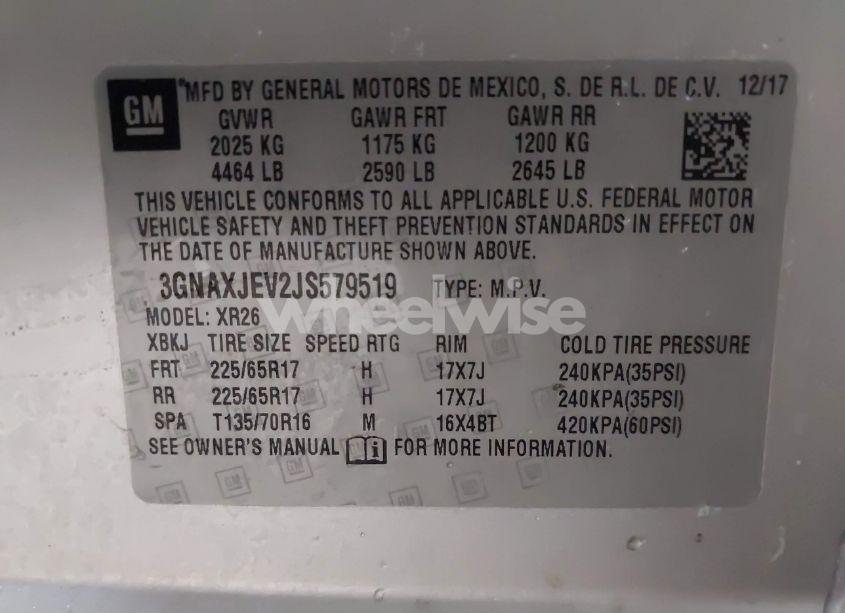 GM *MFD BY GENERAL MOTORS DE MEXICO, S. DE R.L. DE C.V. 12/17
GVWR GAWR FRT GAWR RR
2025 KG 1175 KG 1200 KG
4464 LB 2590 LB 2645 LB
THIS VEHICLE CONFORMS TO ALL APPLICABLE U.S. FEDERAL MOTOR
VEHICLE SAFETY AND THEFT PREVENTION STANDARDS IN EFFECT ON
THE DATE OF MANUFACTURE SHOWN ABOVE.
3GNAXJEV2JS579519 TYPE: M.P.V.
wheelwise
MODEL: XR26
XBKJ TIRE SIZE SPEED RTG RIM COLD TIRE PRESSURE
FRT 225/65R17 H 17X7J 240KPA(35PSI)
RR 225/65R17 H 17X7J 240KPA(35PSI)
SPA T135/70R16 M 16X4BT 420KPA(60PSI)
SEE OWNER'S MANUAL FOR MORE INFORMATION.